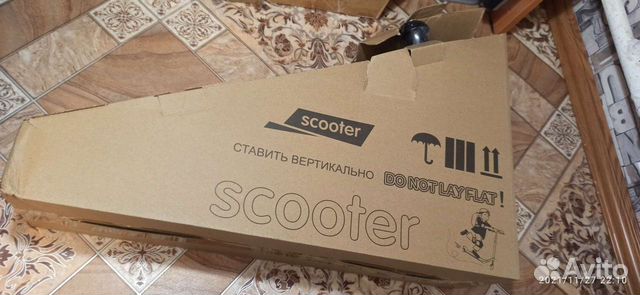 scooter
СТАВИТЬ ВЕРТИКАЛЬНО
DO NOT LAY FLAT!
scooter
Avito
2021/11/27 22:10